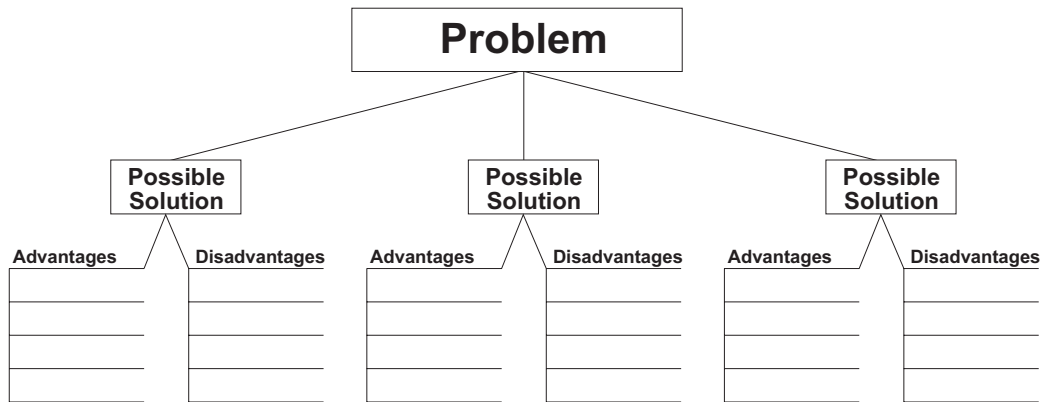 Problem
Possible
Solution
Possible
Solution
Possible
Solution
Advantages
Disadvantages
Advantages
Disadvantages
Advantages
Disadvantages